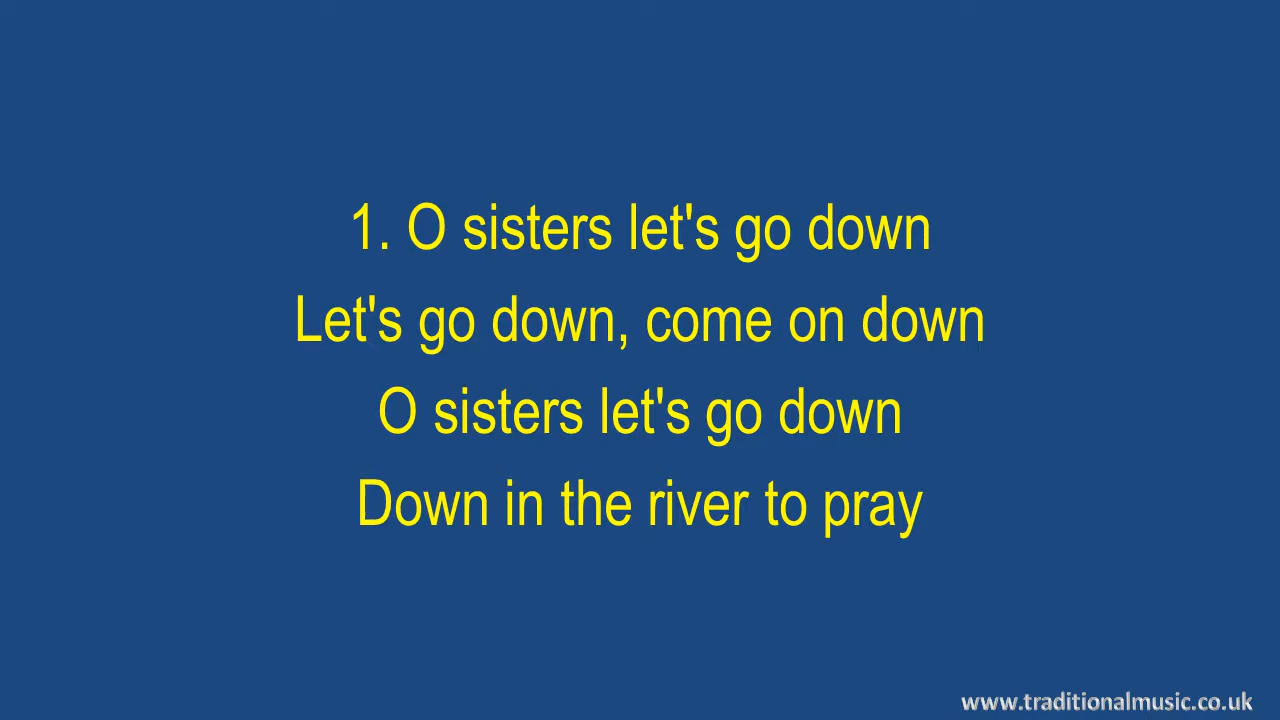 1. O sisters let's go down
Let's go down, come on down
O sisters let's go down
Down in the river to pray
www.traditionalmusic.co.uk